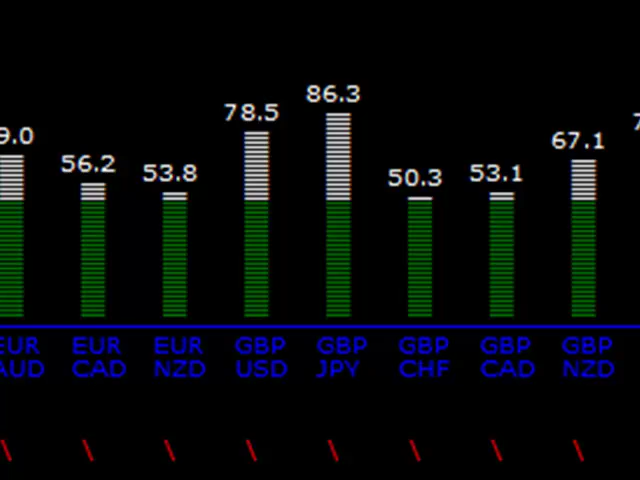 86.3
78.5
9.0
67.1
56.2
53.8
50.3
53.1
EUR EUR EUR GBP GBP GBP GBP GBP
AUD CAD NZD USD JPY CHF CAD NZD
\ \ \ \ \ \ \ \